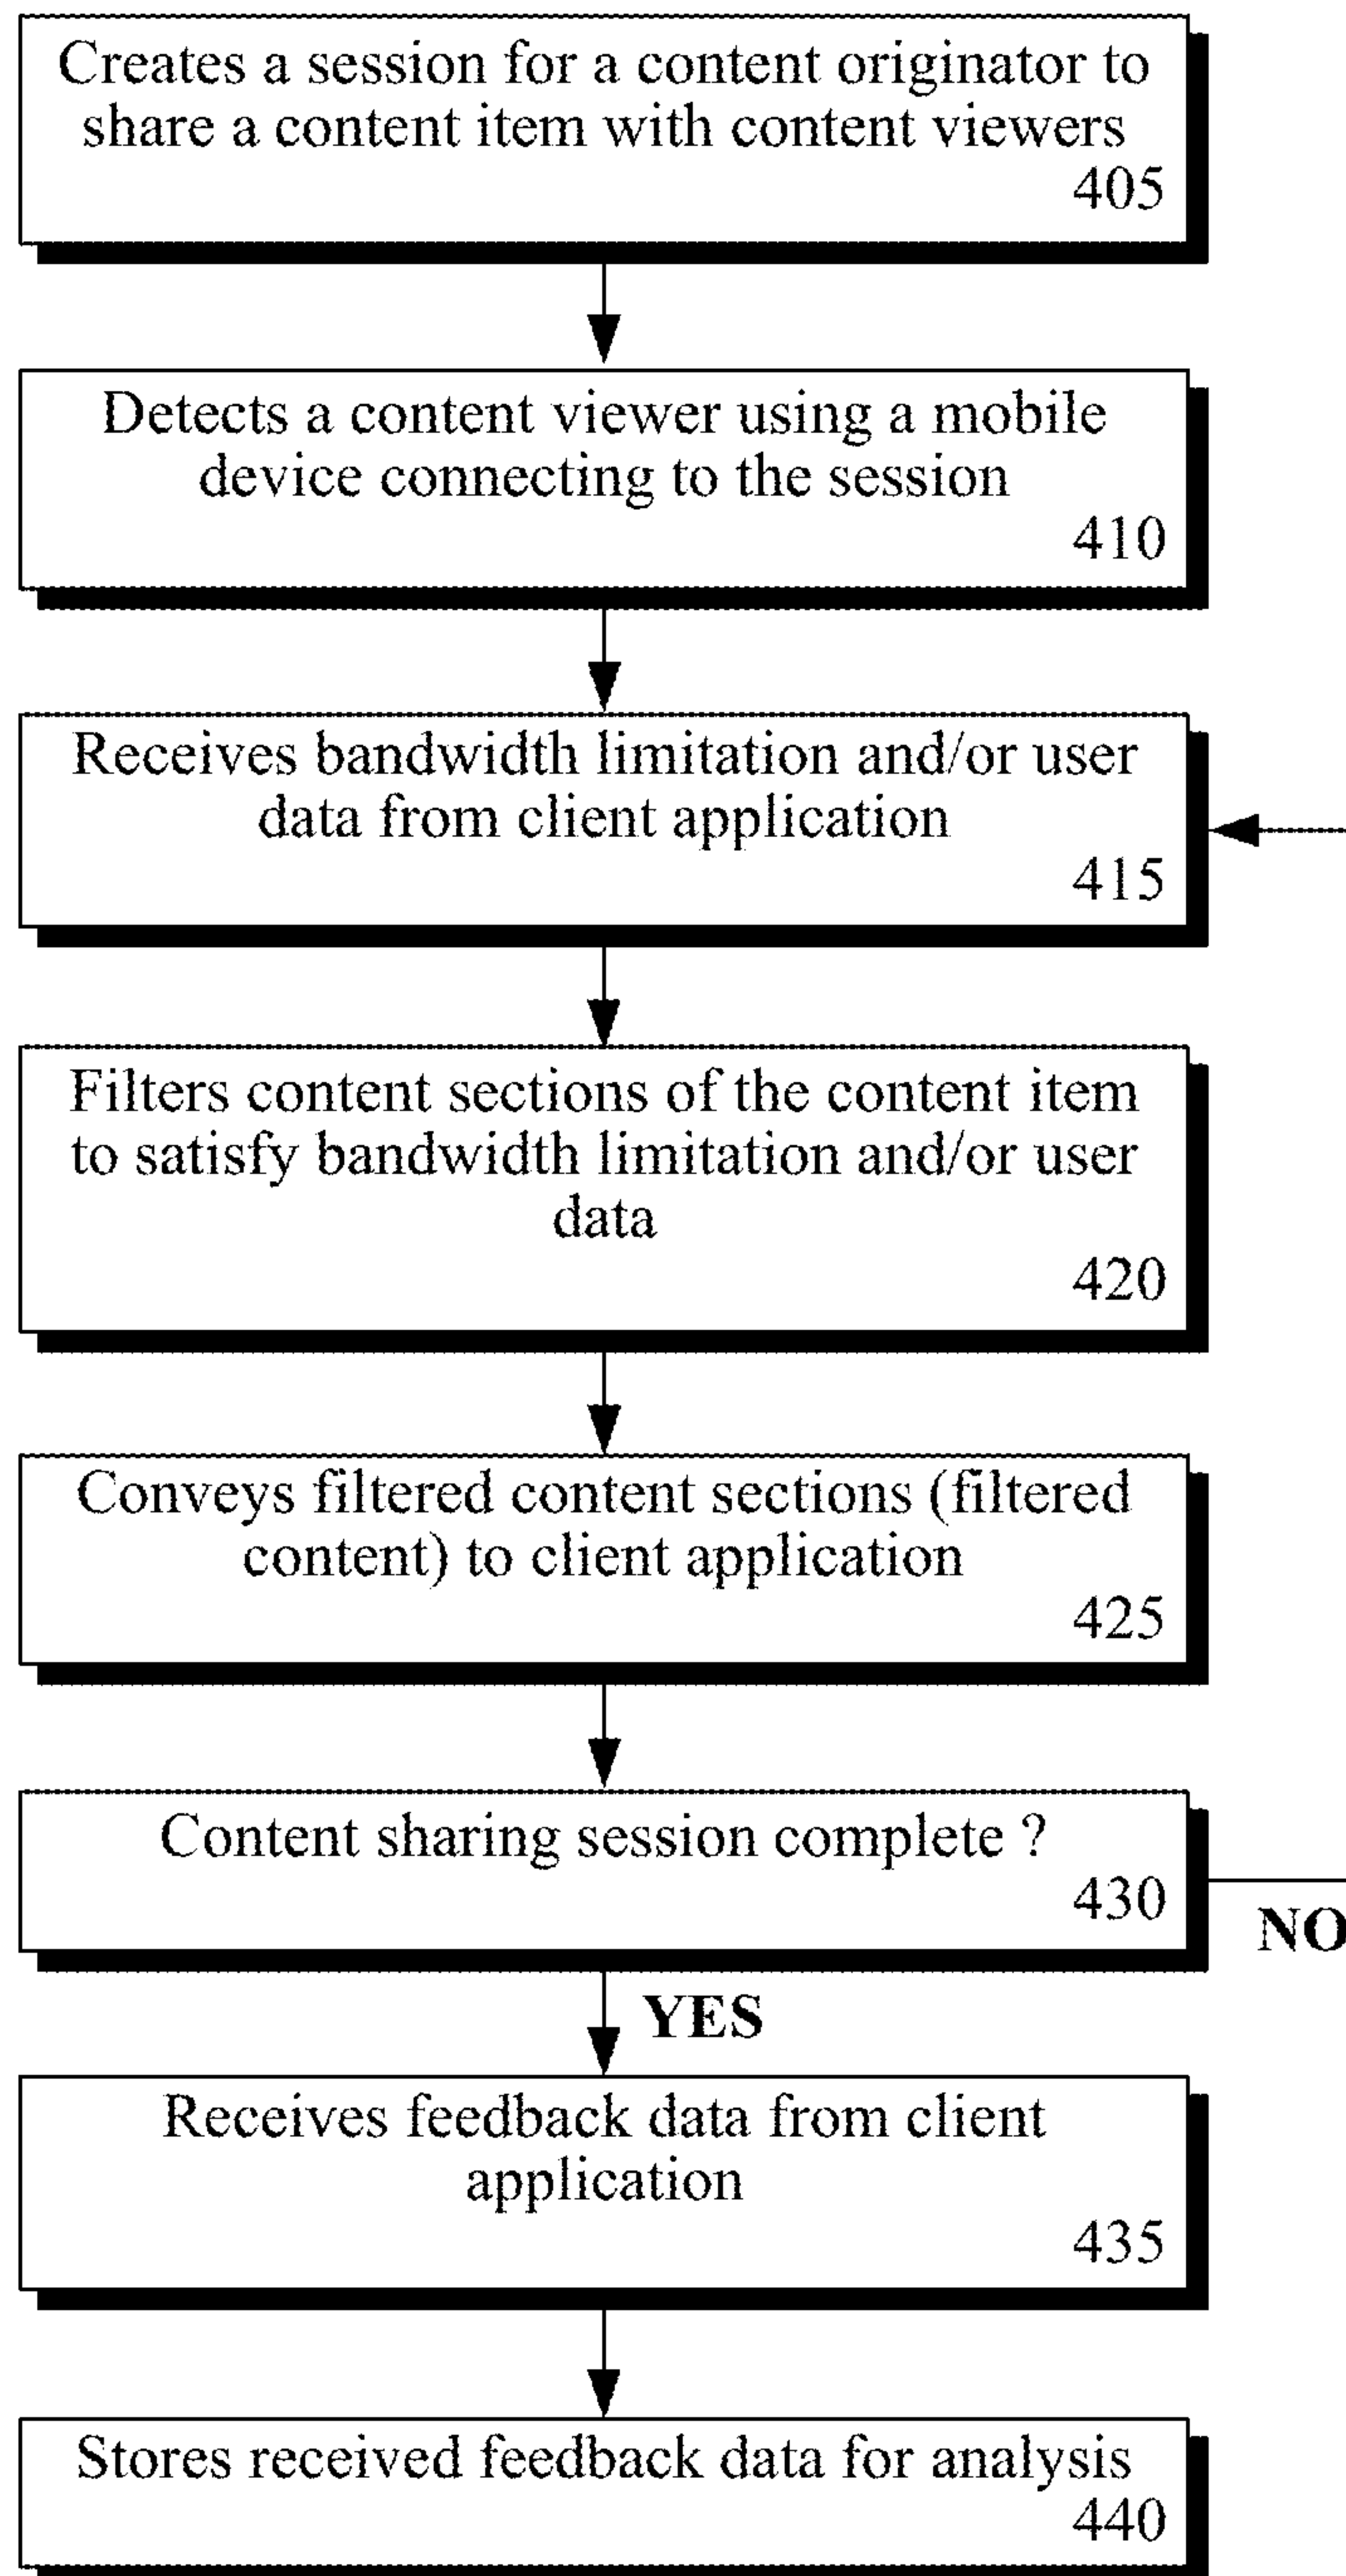 Creates a session for a content originator to
share a content item with content viewers
405
Detects a content viewer using a mobile
device connecting to the session
410
Receives bandwidth limitation and/or user
data from client application
415
Filters content sections of the content item
to satisfy bandwidth limitation and/or user
data
420
Conveys filtered content sections (filtered
content) to client application
425
Content sharing session complete ?
430
NO
YES
Receives feedback data from client
application
435
Stores received feedback data for analysis
440